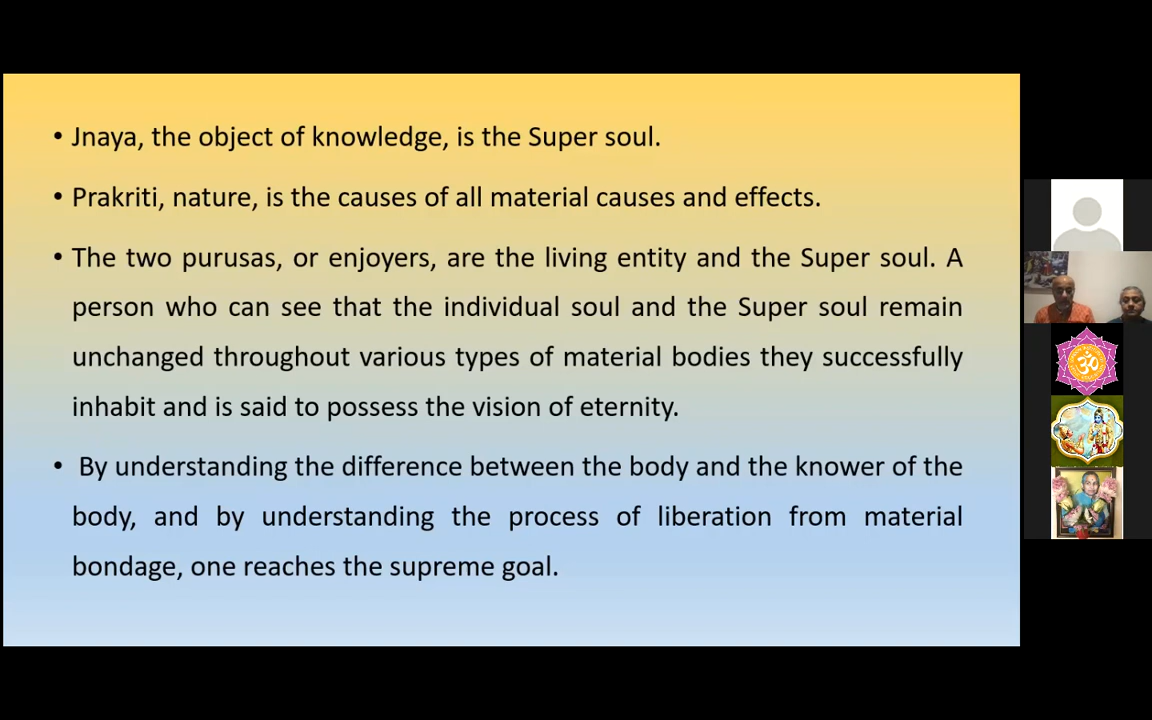 • Jnaya, the object of knowledge, is the Super soul.
• Prakriti, nature, is the causes of all material causes and effects.
• The two purusas, or enjoyers, are the living entity and the Super soul. A
person who can see that the individual soul and the Super soul remain
unchanged throughout various types of material bodies they successfully
inhabit and is said to possess the vision of eternity.
• By understanding the difference between the body and the knower of the
body, and by understanding the process of liberation from material
bondage, one reaches the supreme goal.
ॐ